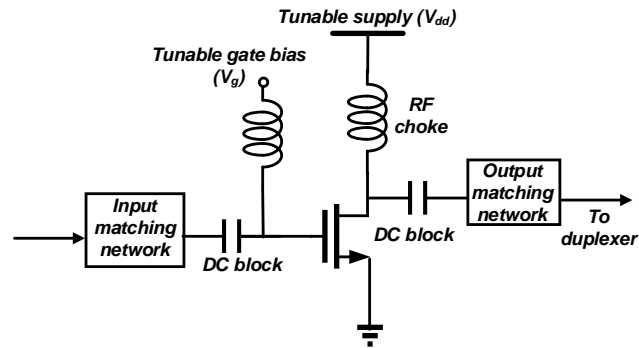 Tunable supply (Vdd)
Tunable gate bias
(Vg)
RF
choke
Input
matching
network
DC block
DC block
Output
matching
network
To
duplexer